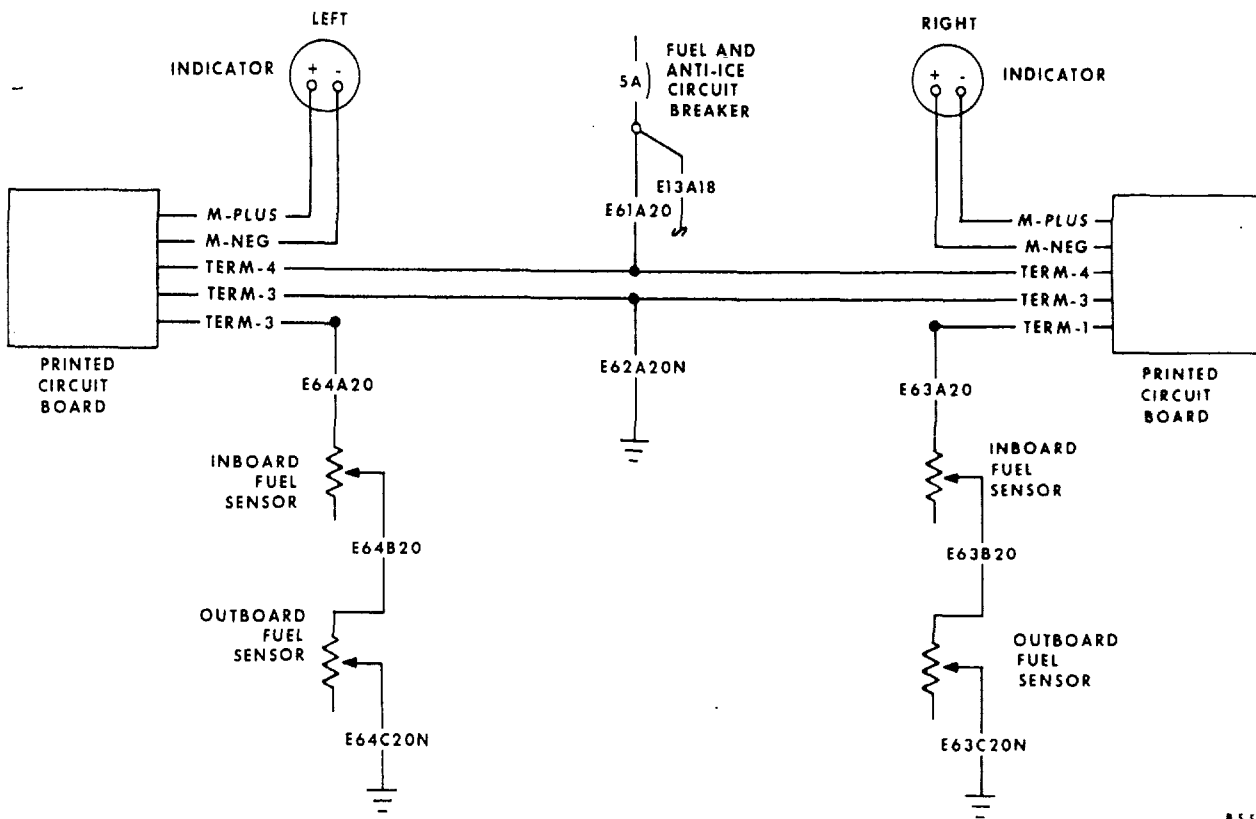 LEFT
INDICATOR
+ -
FUEL AND
ANTI-ICE
CIRCUIT
BREAKER
5A
RIGHT
+ -
INDICATOR
E13A18
E61A20
M-PLUS
M-NEG
TERM-4
TERM-3
TERM-3
M-PLUS
M-NEG
TERM-4
TERM-3
TERM-1
PRINTED
CIRCUIT
BOARD
E64A20
E62A20N
E63A20
PRINTED
CIRCUIT
BOARD
INBOARD
FUEL
SENSOR
INBOARD
FUEL
SENSOR
E64B20
E63B20
OUTBOARD
FUEL
SENSOR
OUTBOARD
FUEL
SENSOR
E64C20N
E63C20N